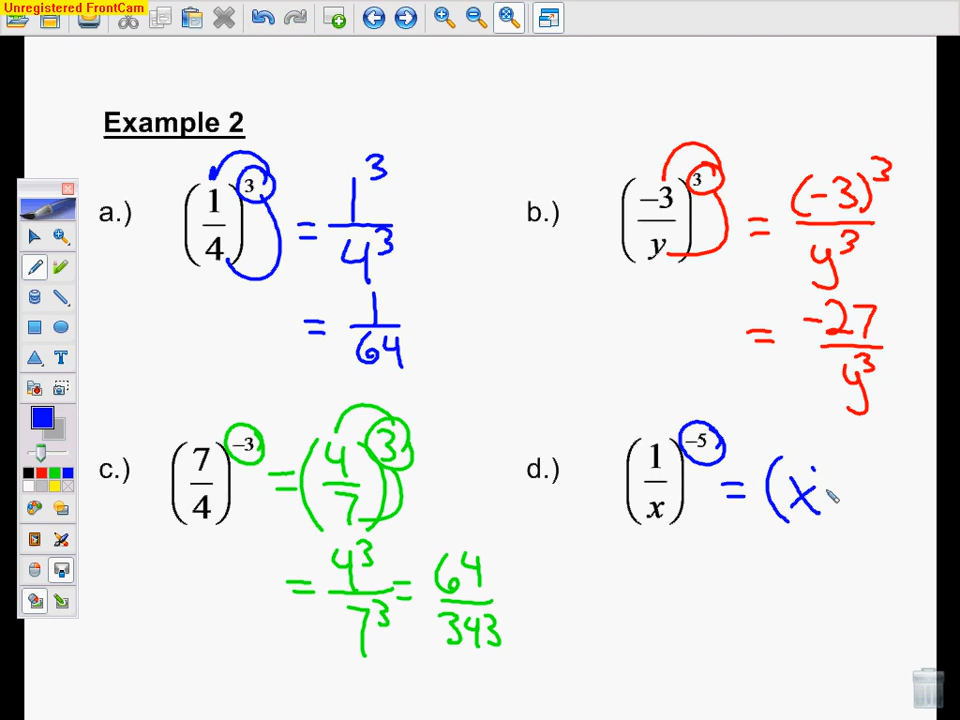 Unregistered FrontCam
Example 2
a.) (1/4)^3 = 1^3/4^3
= 1/64
b.) (−3/y)^3 = (-3)^3/y^3
= -27/y^3
c.) (7/4)^−3 = (4/7)^3
= 4^3/7^3 = 64/343
d.) (1/x)^−5 = (x